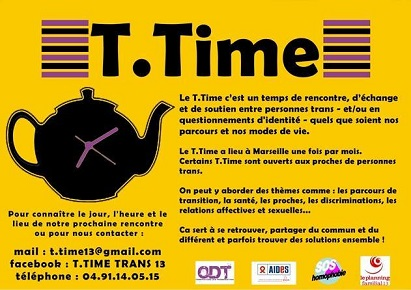 T.Time
Le T.Time c'est un temps de rencontre, d'échange
et de soutien entre personnes trans - et/ou en
questionnements d'identité - quels que soient nos
parcours et nos modes de vie.
Le T.Time a lieu à Marseille une fois par mois.
Certains T.Time sont ouverts aux proches de personnes
trans.
On peut y aborder des thèmes comme : les parcours de
transition, la santé, les proches, les discriminations, les
relations affectives et sexuelles...
Ca sert à se retrouver, partager du commun et du
différent et parfois trouver des solutions ensemble !
Pour connaître le jour, l'heure et le
lieu de notre prochaine rencontre
ou pour nous contacter :
mail : t.time13@gmail.com
facebook : T.TIME TRANS 13
téléphone : 04.91.14.05.15
ODT
AIDES
SOS
homophobie
le planning
familial